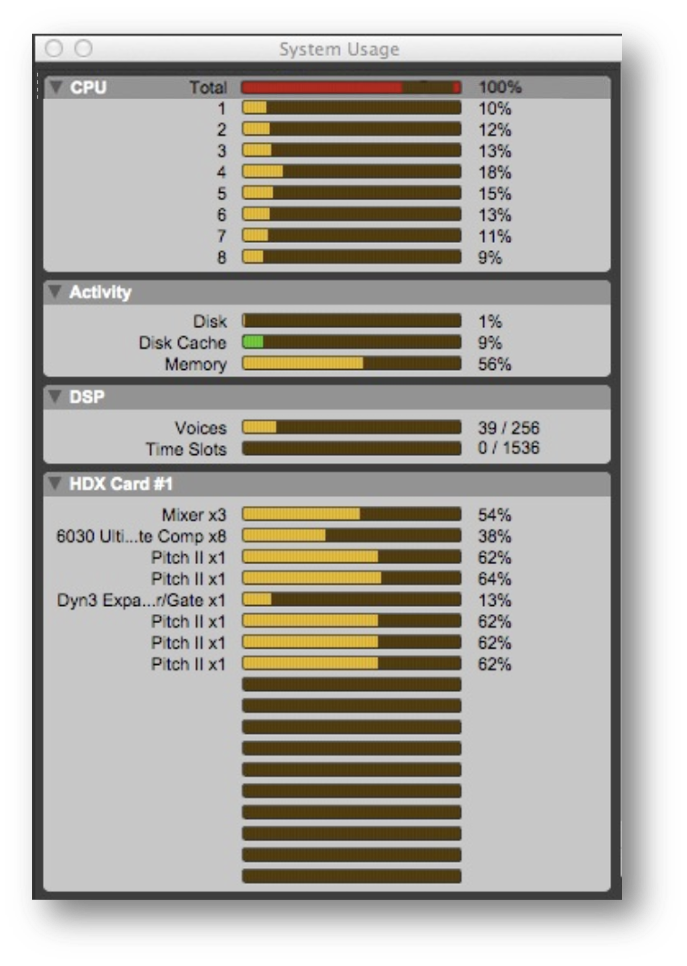 System Usage
CPU Total 100%
1 10%
2 12%
3 13%
4 18%
5 15%
6 13%
7 11%
8 9%
Activity
Disk 1%
Disk Cache 9%
Memory 56%
DSP
Voices 39 / 256
Time Slots 0 / 1536
HDX Card #1
Mixer x3 54%
6030 Ulti...te Comp x8 38%
Pitch II x1 62%
Pitch II x1 64%
Dyn3 Expa...r/Gate x1 13%
Pitch II x1 62%
Pitch II x1 62%
Pitch II x1 62%